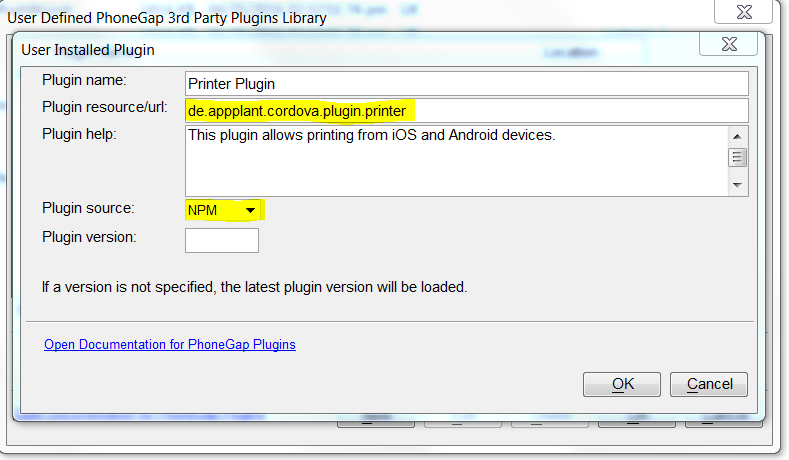 User Defined PhoneGap 3rd Party Plugins Library
User Installed Plugin
Plugin name: Printer Plugin
Plugin resource/url: de.appplant.cordova.plugin.printer
Plugin help: This plugin allows printing from iOS and Android devices.
Plugin source: NPM
Plugin version:
If a version is not specified, the latest plugin version will be loaded.
Open Documentation for PhoneGap Plugins
OK Cancel